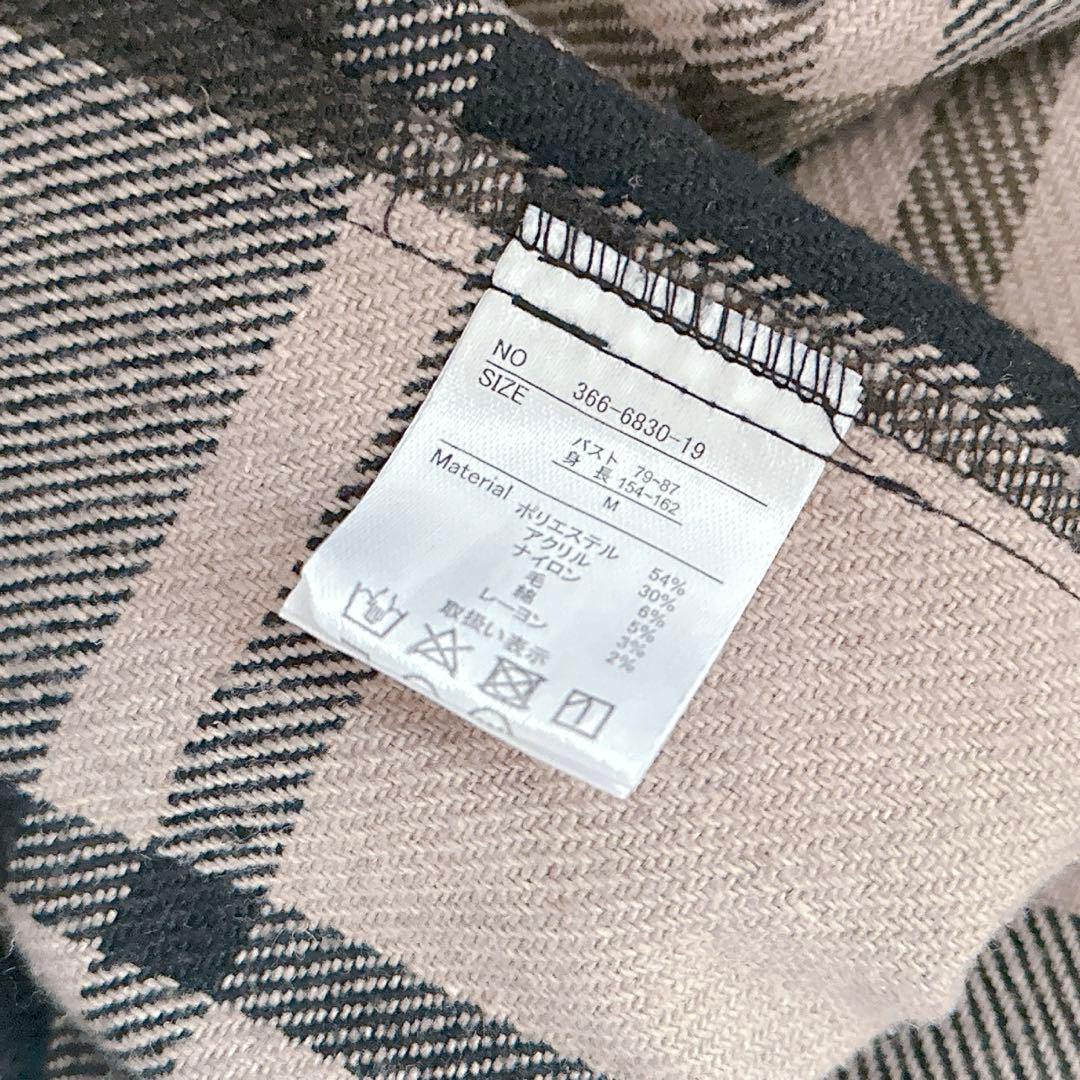 NO 366-6830-19
SIZE
バスト 79-87
身 長 154-162
M
Material
ポリエステル 54%
アクリル 30%
ナイロン 6%
毛 5%
綿 3%
レーヨン 2%
取扱い表示